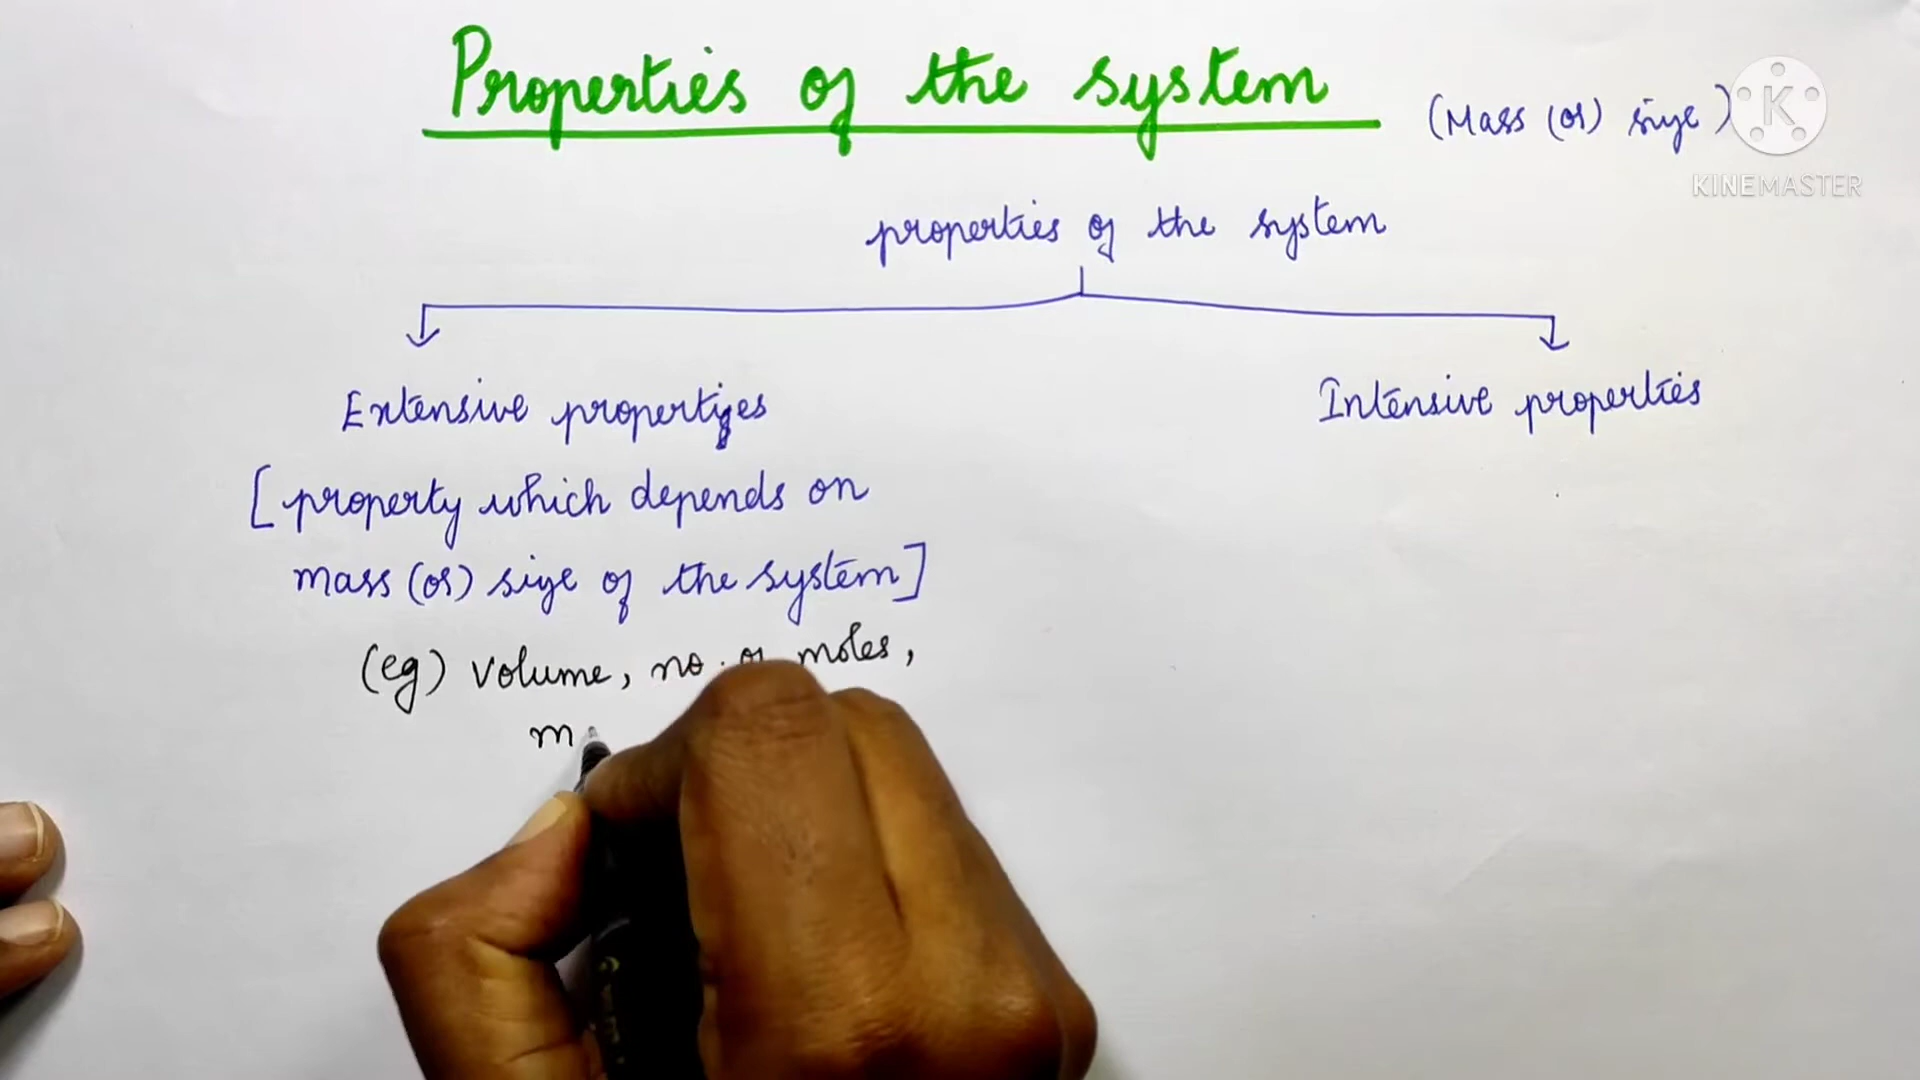 Properties of the system
(Mass (or) size)
KINEMASTER
properties of the system
Extensive properties
Intensive properties
[property which depends on
mass (or) size of the system]
(eg) volume, no. of moles,
m